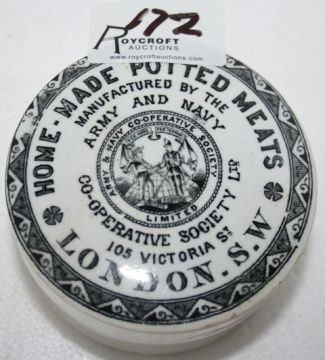 172
ROYCROFT
AUCTIONS
www.roycroftauctions.com
HOME-MADE POTTED MEATS
MANUFACTURED BY THE
ARMY AND NAVY
ARMY & NAVY CO-OPERATIVE SOCIETY
LIMITED
CO-OPERATIVE SOCIETY LTD
105 VICTORIA ST
LONDON. S.W